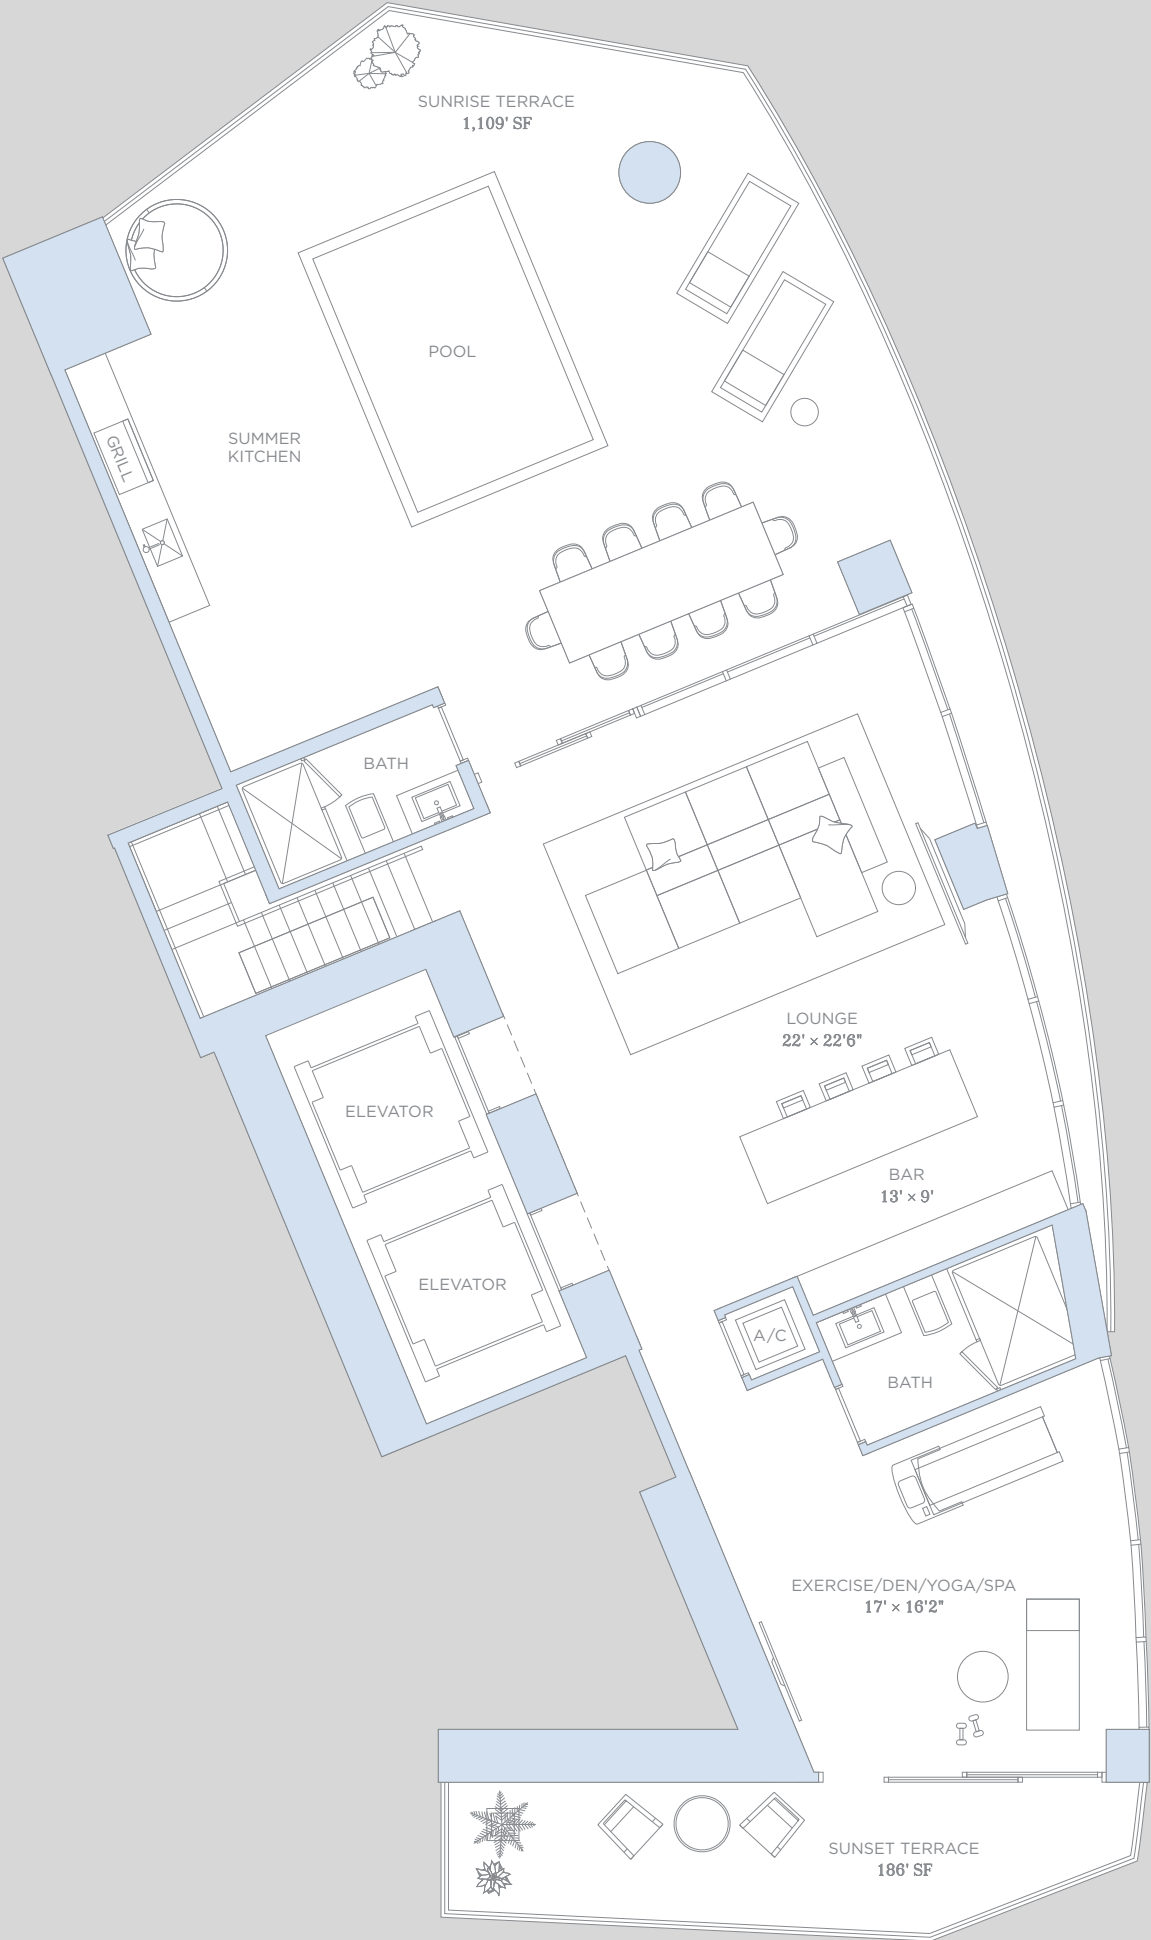 SUNRISE TERRACE
1,109' SF
POOL
SUMMER
KITCHEN
GRILL
BATH
LOUNGE
22' × 22'6"
ELEVATOR
BAR
13' × 9'
ELEVATOR
A/C
BATH
EXERCISE/DEN/YOGA/SPA
17' × 16'2"
SUNSET TERRACE
186' SF